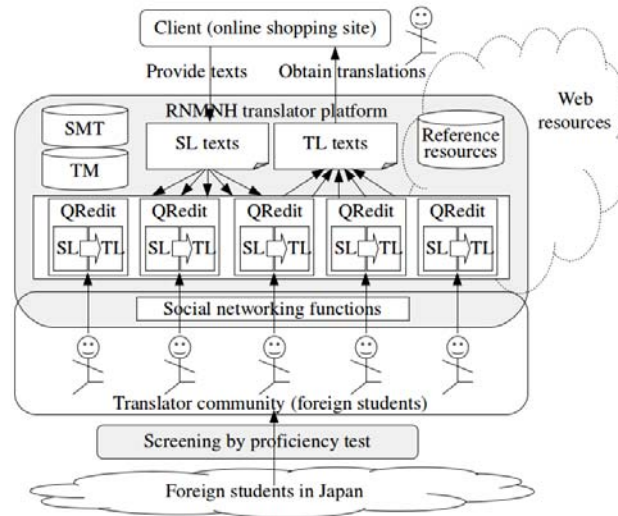 Client (online shopping site)
Provide texts
Obtain translations
RNMNH translator platform
Web
resources
SMT
TM
SL texts
TL texts
Reference
resources
QRedit
SL TL
QRedit
SL TL
QRedit
SL TL
QRedit
SL TL
QRedit
SL TL
Social networking functions
Translator community (foreign students)
Screening by proficiency test
Foreign students in Japan